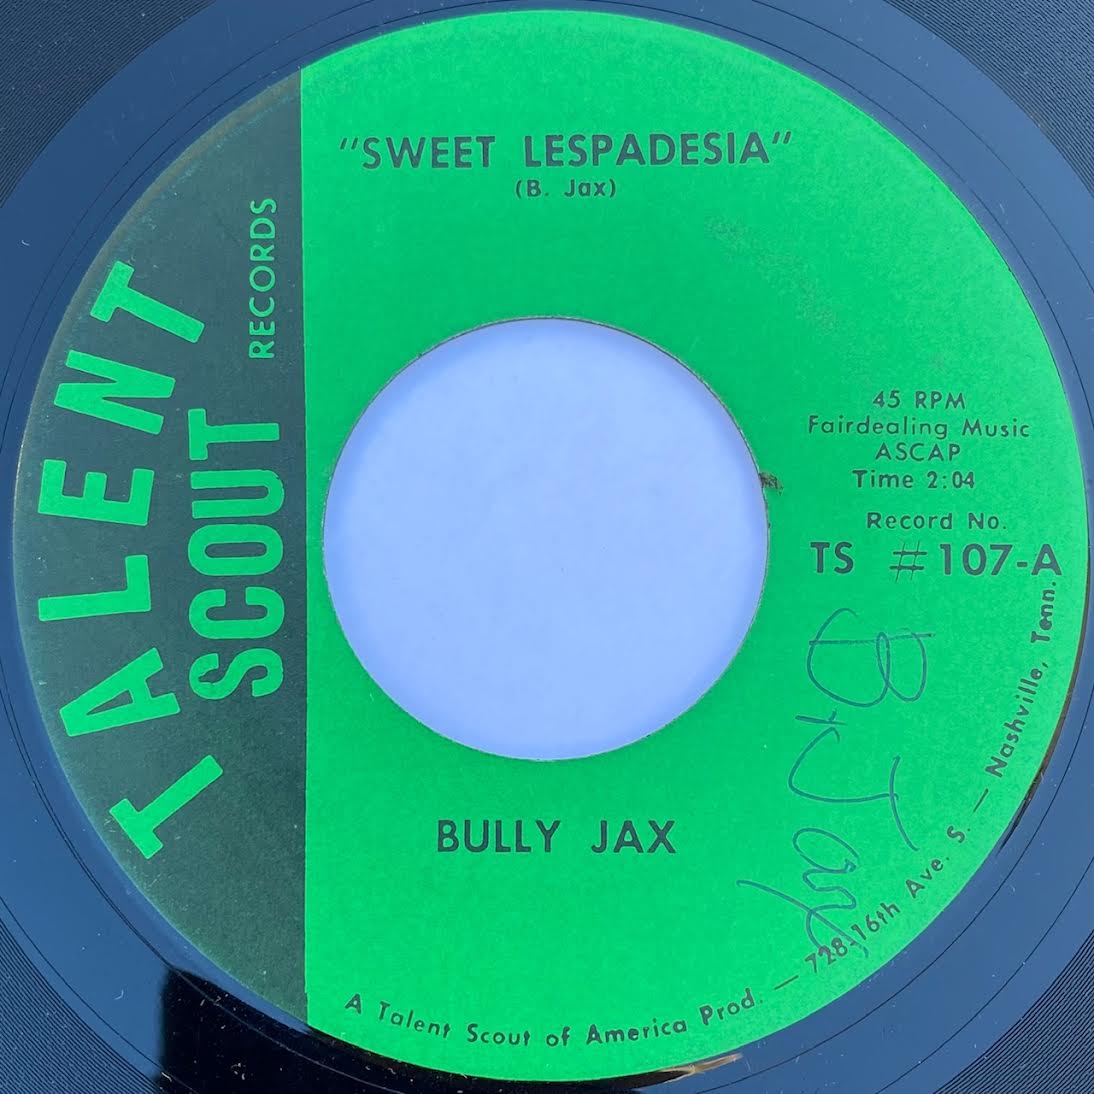 "SWEET LESPADESIA"
(B. Jax)
TALENT
SCOUT
RECORDS
45 RPM
Fairdealing Music
ASCAP
Time 2:04
Record No.
TS #107-A
B. Jax
BULLY JAX
A Talent Scout of America Prod. — 728-16th Ave. S. — Nashville, Tenn.